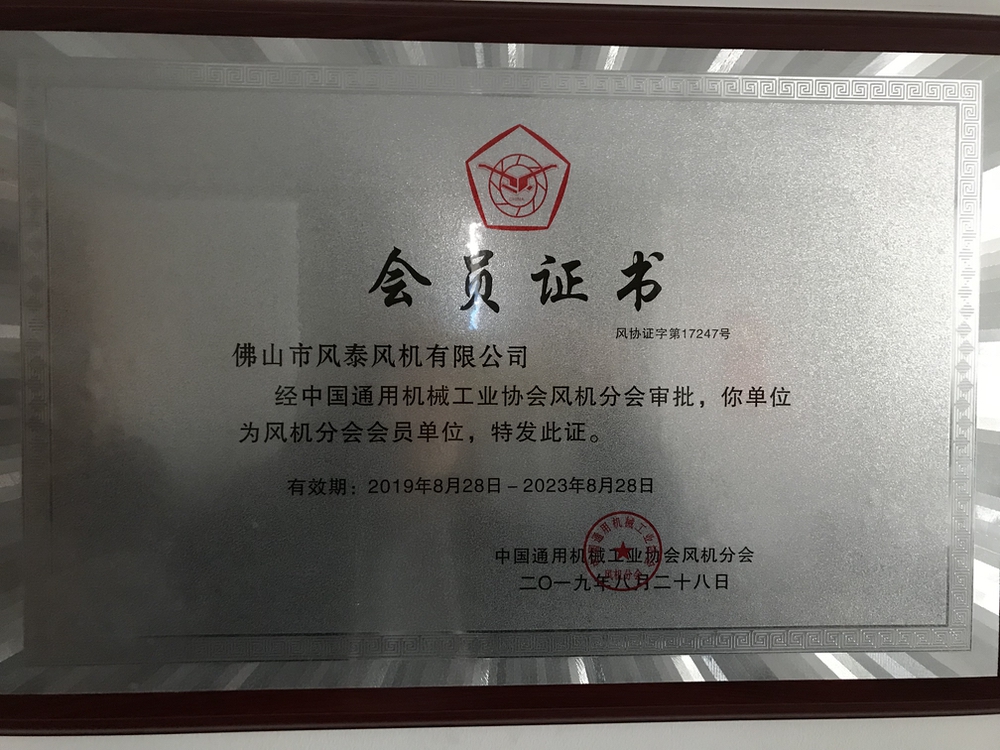 会员证书
风协证字第17247号
佛山市风泰风机有限公司
经中国通用机械工业协会风机分会审批，你单位
为风机分会会员单位，特发此证。
有效期：2019年8月28日－2023年8月28日
中国通用机械工业协会风机分会
二〇一九年八月二十八日
风机分会